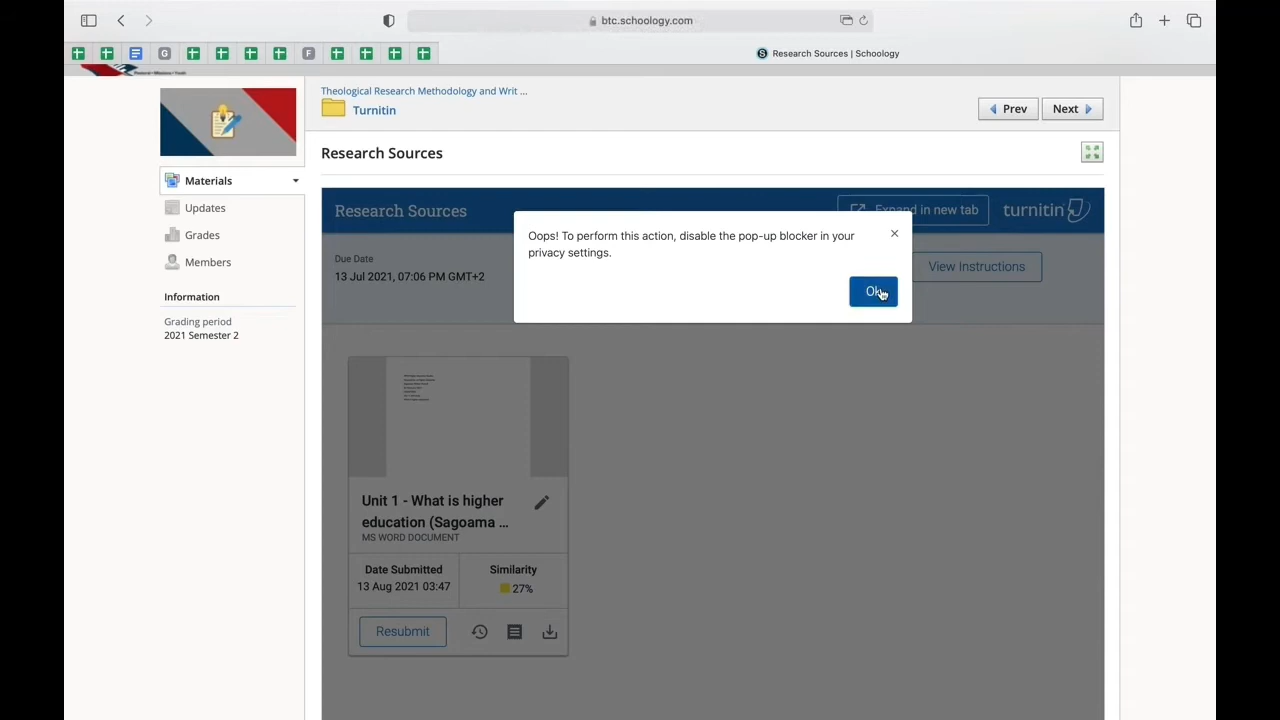 btc.schoology.com
G
F
S Research Sources | Schoology
Theological Research Methodology and Writ ...
Turnitin
Prev
Next
Research Sources
Materials
Updates
Grades
Members
Information
Grading period
2021 Semester 2
Research Sources
Expand in new tab
turnitin
Oops! To perform this action, disable the pop-up blocker in your
privacy settings.
Ok
Due Date
13 Jul 2021, 07:06 PM GMT+2
View Instructions
Unit 1 - What is higher
education (Sagoama ...
MS WORD DOCUMENT
Date Submitted
13 Aug 2021 03:47
Similarity
27%
Resubmit